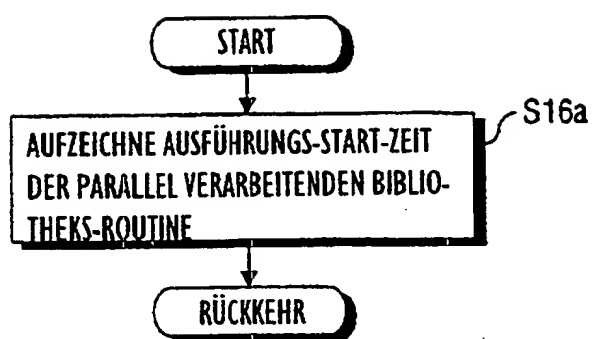 START
S16a
AUFZEICHNE AUSFÜHRUNGS-START-ZEIT
DER PARALLEL VERARBEITENDEN BIBLIO-
THEKS-ROUTINE
RÜCKKEHR